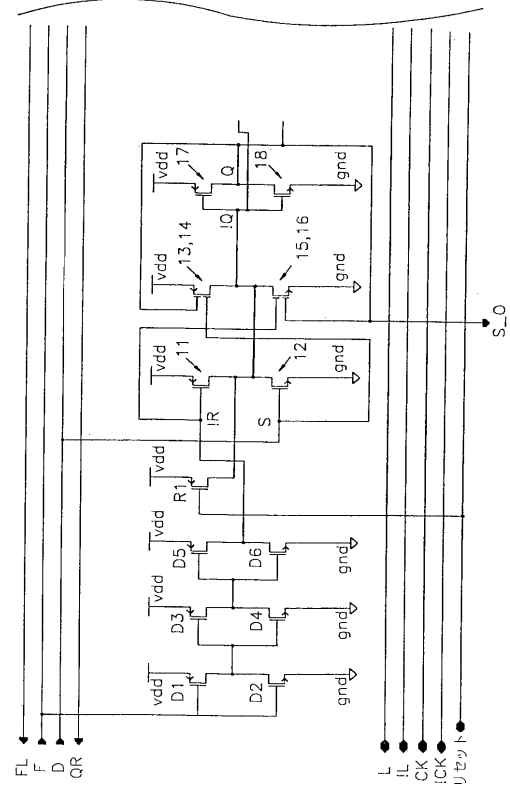 FL
F
D
QR
vdd
D1
D2
gnd
vdd
D3
D4
gnd
vdd
D5
D6
gnd
vdd
R1
vdd
11
!R
S
12
gnd
vdd
13,14
15,16
gnd
!Q
vdd
17
Q
18
gnd
S_O
L
!L
CK
!CK
リセット